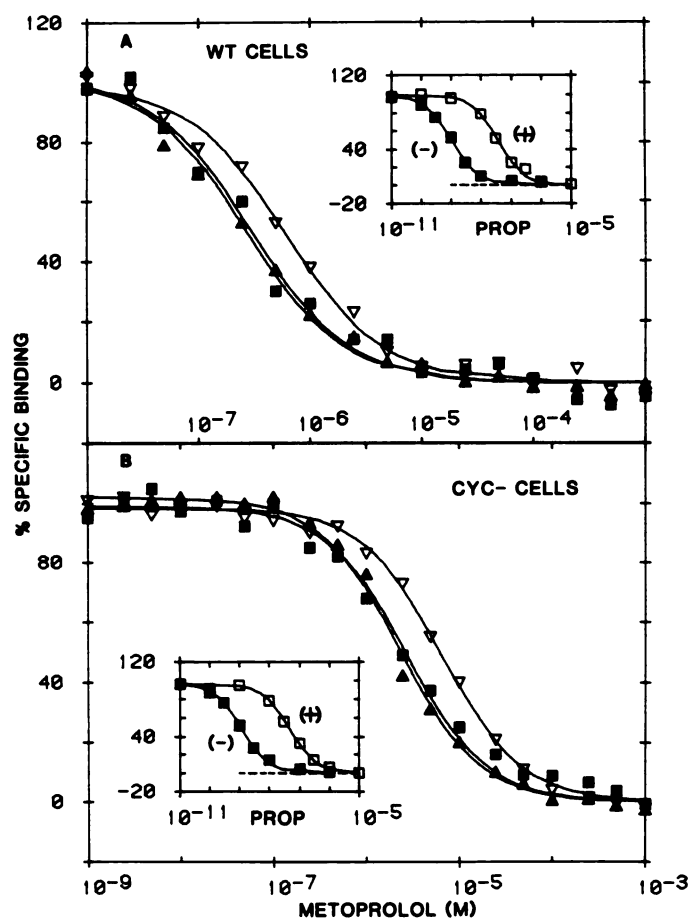 120
A
WT CELLS
120
80
40
(-)
(+)
-20
10-11 PROP 10-5
40
0
10-7 10-6 10-5 10-4
% SPECIFIC BINDING
B
CYC- CELLS
80
120
40
40
(-)
(+)
-20
10-11 PROP 10-5
0
10-9 10-7 10-5 10-3
METOPROLOL (M)